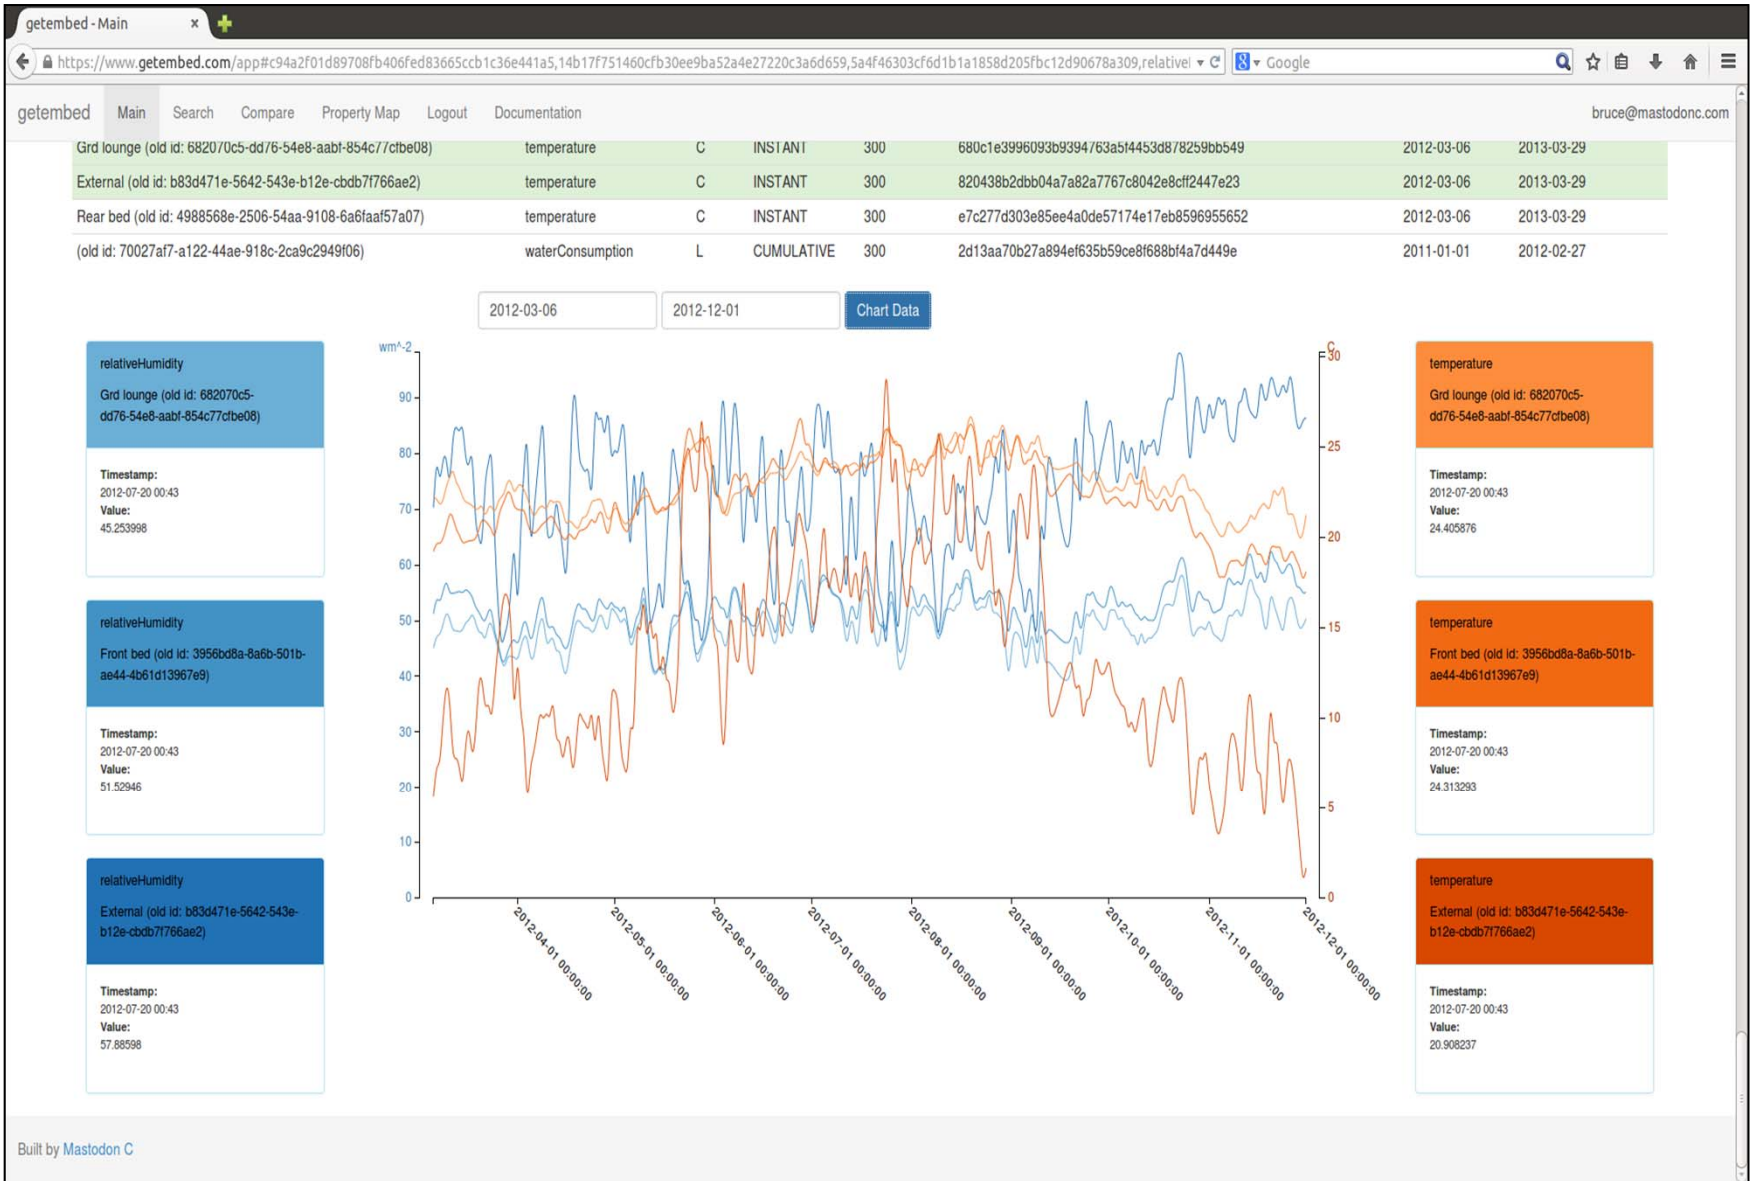 getembed - Main
https://www.getembed.com/app#c94a2f01d89708fb406fed83665ccb1c36e441a5,14b17f751460cfb30ee9ba52a4e27220c3a6d659,5a4f46303cf6d1b1a1858d205fbc12d90678a309,relativel
Google
getembed Main Search Compare Property Map Logout Documentation bruce@mastodonc.com
Grd lounge (old id: 682070c5-dd76-54e8-aabf-854c77cfbe08) temperature C INSTANT 300 680c1e3996093b9394763a5f4453d878259bb549 2012-03-06 2013-03-29
External (old id: b83d471e-5642-543e-b12e-cbdb7f766ae2) temperature C INSTANT 300 820438b2dbb04a7a82a7767c8042e8cff2447e23 2012-03-06 2013-03-29
Rear bed (old id: 4988568e-2506-54aa-9108-6a6faaf57a07) temperature C INSTANT 300 e7c277d303e85ee4a0de57174e17eb8596955652 2012-03-06 2013-03-29
(old id: 70027af7-a122-44ae-918c-2ca9c2949f06) waterConsumption L CUMULATIVE 300 2d13aa70b27a894ef635b59ce8f688bf4a7d449e 2011-01-01 2012-02-27
2012-03-06 2012-12-01 Chart Data
relativeHumidity
Grd lounge (old id: 682070c5-
dd76-54e8-aabf-854c77cfbe08)
Timestamp:
2012-07-20 00:43
Value:
45.253998
relativeHumidity
Front bed (old id: 3956bd8a-8a6b-501b-
ae44-4b61d13967e9)
Timestamp:
2012-07-20 00:43
Value:
51.52946
relativeHumidity
External (old id: b83d471e-5642-543e-
b12e-cbdb7f766ae2)
Timestamp:
2012-07-20 00:43
Value:
57.88598
wm^-2
90
80
70
60
50
40
30
20
10
0
C
30
25
20
15
10
5
0
2012-04-01 00:00:00
2012-05-01 00:00:00
2012-06-01 00:00:00
2012-07-01 00:00:00
2012-08-01 00:00:00
2012-09-01 00:00:00
2012-10-01 00:00:00
2012-11-01 00:00:00
2012-12-01 00:00:00
temperature
Grd lounge (old id: 682070c5-
dd76-54e8-aabf-854c77cfbe08)
Timestamp:
2012-07-20 00:43
Value:
24.405876
temperature
Front bed (old id: 3956bd8a-8a6b-501b-
ae44-4b61d13967e9)
Timestamp:
2012-07-20 00:43
Value:
24.313293
temperature
External (old id: b83d471e-5642-543e-
b12e-cbdb7f766ae2)
Timestamp:
2012-07-20 00:43
Value:
20.908237
Built by Mastodon C